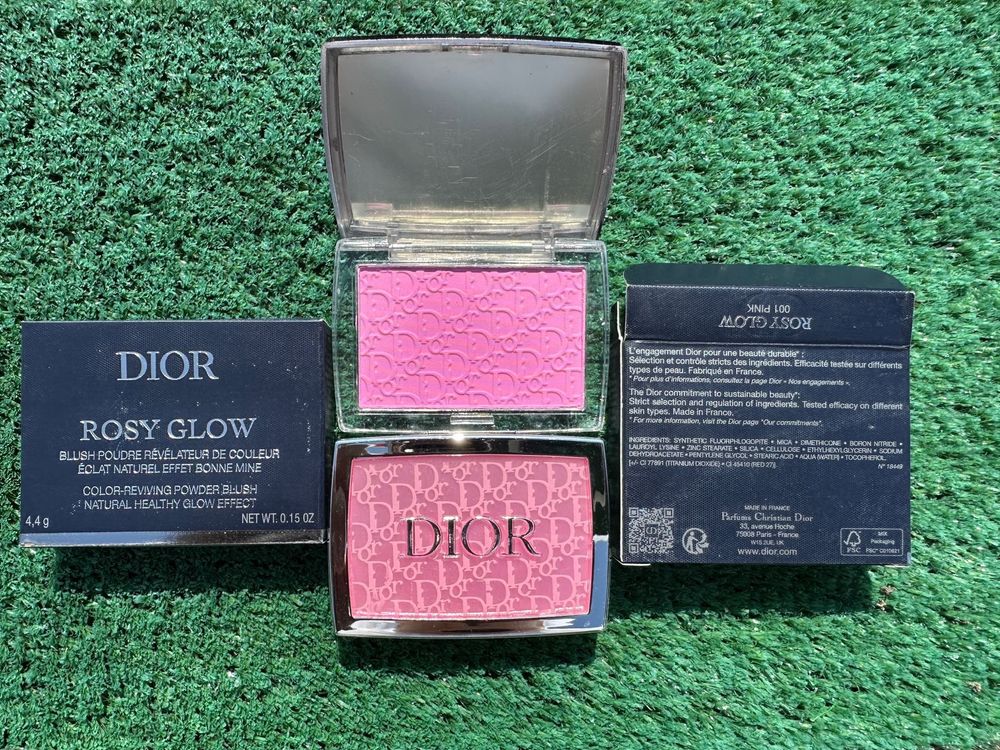 DIOR
ROSY GLOW
BLUSH POUDRE RÉVÉLATEUR DE COULEUR
ÉCLAT NATUREL EFFET BONNE MINE
COLOR-REVIVING POWDER BLUSH
NATURAL HEALTHY GLOW EFFECT
4,4 g NET WT. 0.15 OZ
DIOR
ROSY GLOW
001 PINK
L'engagement Dior pour une beauté durable* :
Sélection et contrôle stricts des ingrédients. Efficacité testée sur différents
types de peau. Fabriqué en France.
* Pour plus d'informations, consultez la page Dior « Nos engagements ».
The Dior commitment to sustainable beauty*:
Strict selection and regulation of ingredients. Tested efficacy on different
skin types. Made in France.
* For more information, visit the Dior page "Our commitments".
INGREDIENTS: SYNTHETIC FLUORPHLOGOPITE • MICA • DIMETHICONE • BORON NITRIDE •
LAUROYL LYSINE • ZINC STEARATE • SILICA • CELLULOSE • ETHYLHEXYLGLYCERIN • SODIUM
DEHYDROACETATE • PENTYLENE GLYCOL • STEARIC ACID • AQUA (WATER) • TOCOPHEROL.
[+/- CI 77891 (TITANIUM DIOXIDE) • CI 45410 (RED 27)].
N° 18449
MADE IN FRANCE
Parfums Christian Dior
33, avenue Hoche
75008 Paris - France
W15 2UE, UK
www.dior.com
FSC
MIX
Packaging
FSC® C010621